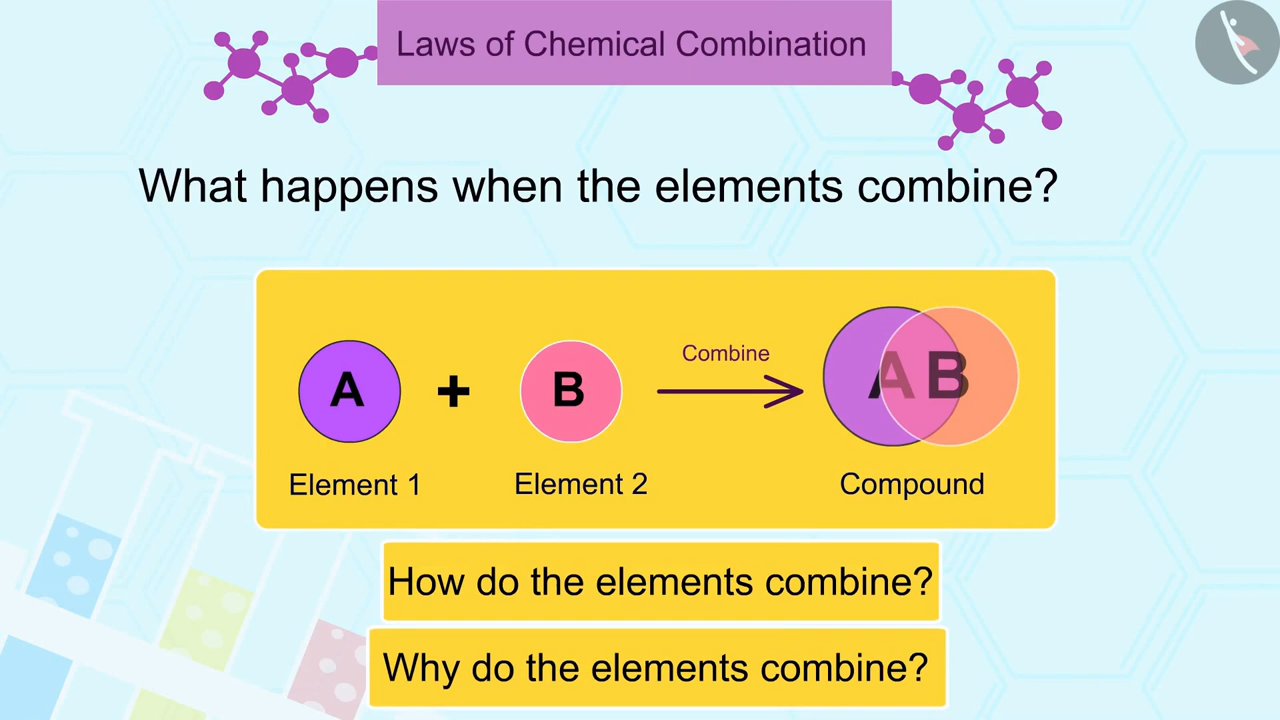 Laws of Chemical Combination
What happens when the elements combine?
A + B Combine AB
Element 1 Element 2 Compound
How do the elements combine?
Why do the elements combine?